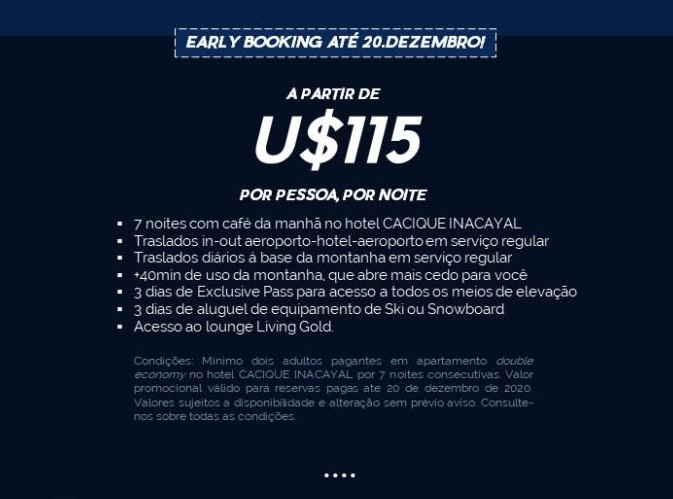 EARLY BOOKING ATÉ 20.DEZEMBRO!
A PARTIR DE
U$115
POR PESSOA, POR NOITE
▪ 7 noites com café da manhã no hotel CACIQUE INACAYAL
▪ Traslados in-out aeroporto-hotel-aeroporto em serviço regular
▪ Traslados diários á base da montanha em serviço regular
▪ +40min de uso da montanha, que abre mais cedo para você
▪ 3 dias de Exclusive Pass para acesso a todos os meios de elevação
▪ 3 dias de aluguel de equipamento de Ski ou Snowboard
▪ Acesso ao lounge Living Gold.
Condições: Mínimo dois adultos pagantes em apartamento double
economy no hotel CACIQUE INACAYAL por 7 noites consecutivas. Valor
promocional válido para reservas pagas até 20 de dezembro de 2020.
Valores sujeitos a disponibilidade e alteração sem prévio aviso. Consulte-
nos sobre todas as condições.